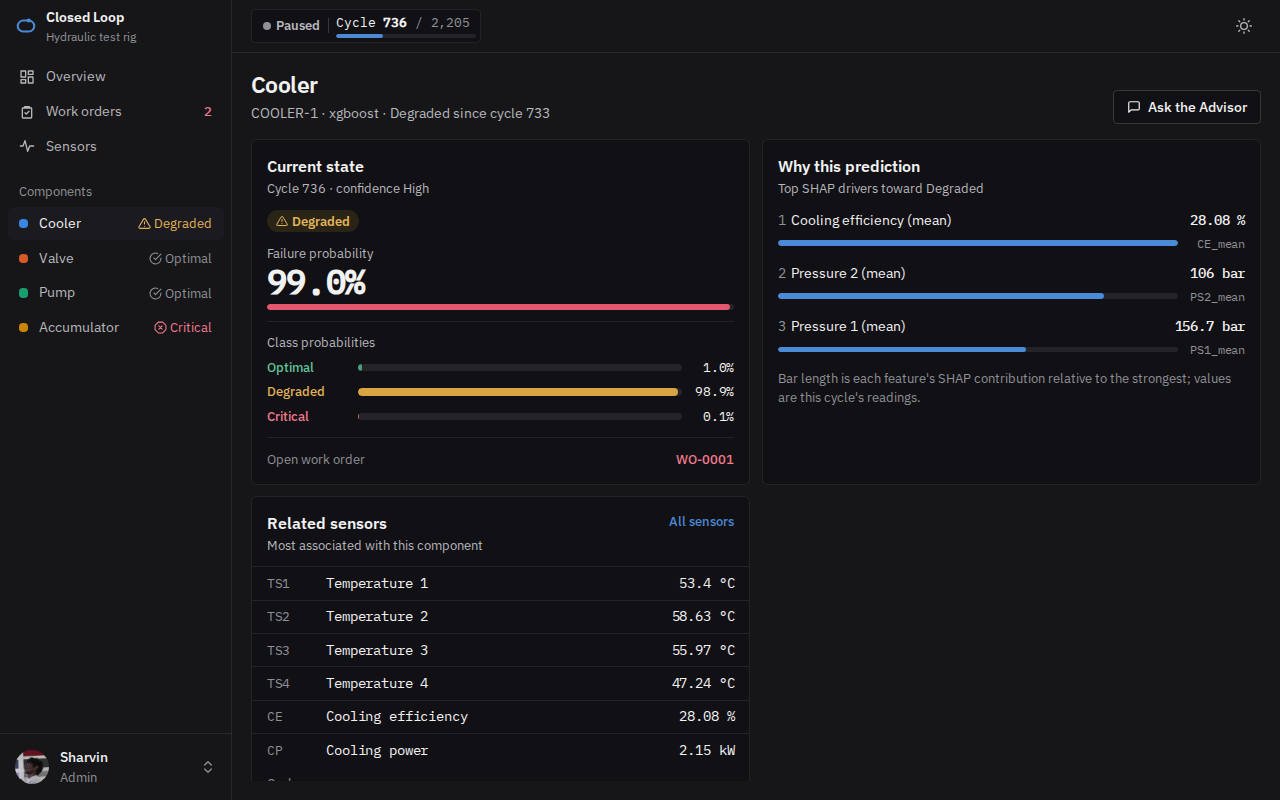 Closed Loop
Hydraulic test rig
Overview
Work orders 2
Sensors
Components
Cooler Degraded
Valve Optimal
Pump Optimal
Accumulator Critical
Sharvin
Admin
Paused Cycle 736 / 2,205
Cooler
COOLER-1 · xgboost · Degraded since cycle 733
Ask the Advisor
Current state
Cycle 736 · confidence High
Degraded
Failure probability
99.0%
Class probabilities
Optimal 1.0%
Degraded 98.9%
Critical 0.1%
Open work order WO-0001
Why this prediction
Top SHAP drivers toward Degraded
1 Cooling efficiency (mean) 28.08 %
CE_mean
2 Pressure 2 (mean) 106 bar
PS2_mean
3 Pressure 1 (mean) 156.7 bar
PS1_mean
Bar length is each feature's SHAP contribution relative to the strongest; values
are this cycle's readings.
Related sensors All sensors
Most associated with this component
TS1 Temperature 1 53.4 °C
TS2 Temperature 2 58.63 °C
TS3 Temperature 3 55.97 °C
TS4 Temperature 4 47.24 °C
CE Cooling efficiency 28.08 %
CP Cooling power 2.15 kW